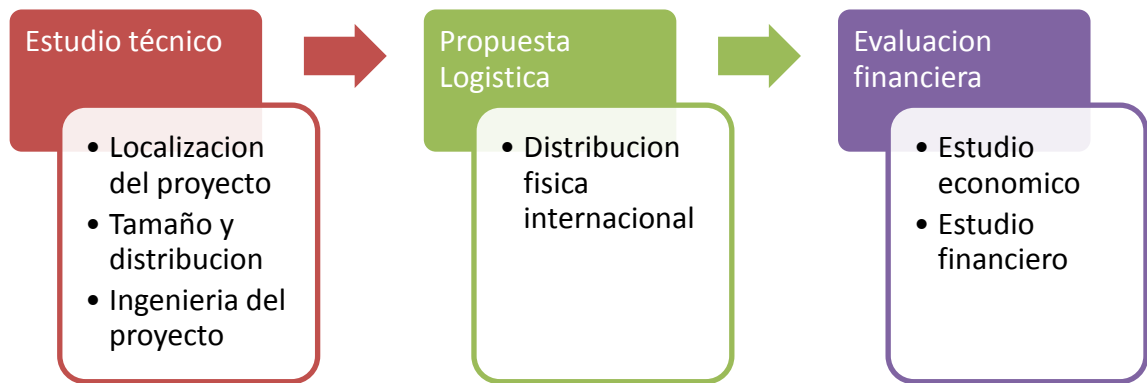 Estudio técnico
• Localizacion
del proyecto
• Tamaño y
distribucion
• Ingenieria del
proyecto
Propuesta
Logistica
• Distribucion
fisica
internacional
Evaluacion
financiera
• Estudio
economico
• Estudio
financiero